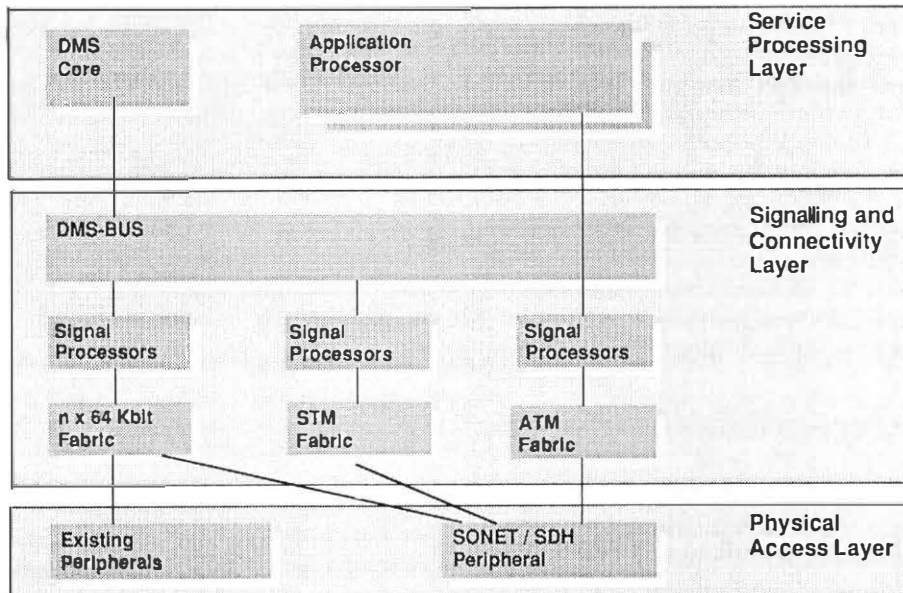 DMS
Core
Application
Processor
Service
Processing
Layer
DMS-BUS
Signalling and
Connectivity
Layer
Signal
Processors
Signal
Processors
Signal
Processors
n x 64 Kbit
Fabric
STM
Fabric
ATM
Fabric
Existing
Peripherals
SONET / SDH
Peripheral
Physical
Access Layer